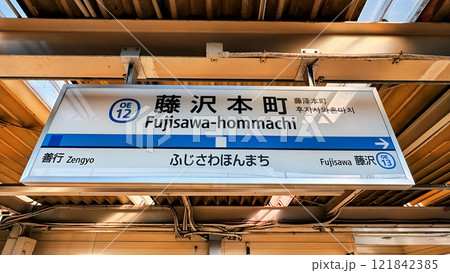 OE
12
藤沢本町
Fujisawa-hommachi
藤泽本町
후지사와혼마치
善行 Zengyo
ふじさわほんまち
Fujisawa 藤沢
OE
13
pixta
121842385